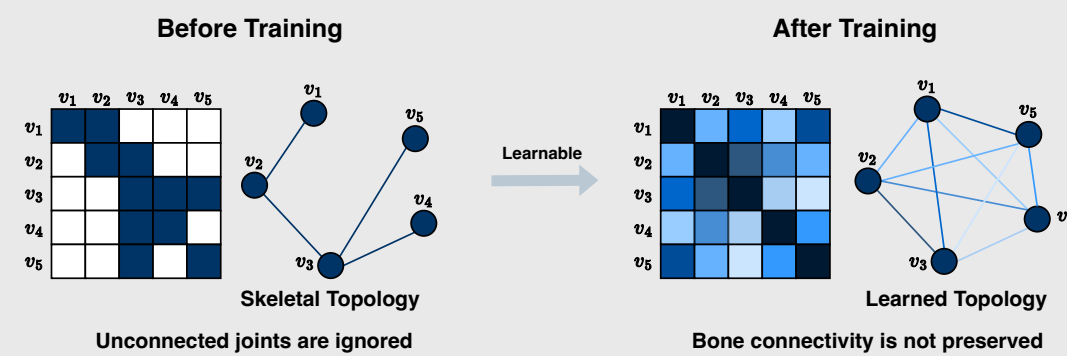 Before Training
After Training
v1 v2 v3 v4 v5
v1
v2
v3
v4
v5
v1
v5
v2
v4
v3
Skeletal Topology
Unconnected joints are ignored
Learnable
v1 v2 v3 v4 v5
v1
v2
v3
v4
v5
v1
v5
v2
v
v3
Learned Topology
Bone connectivity is not preserved